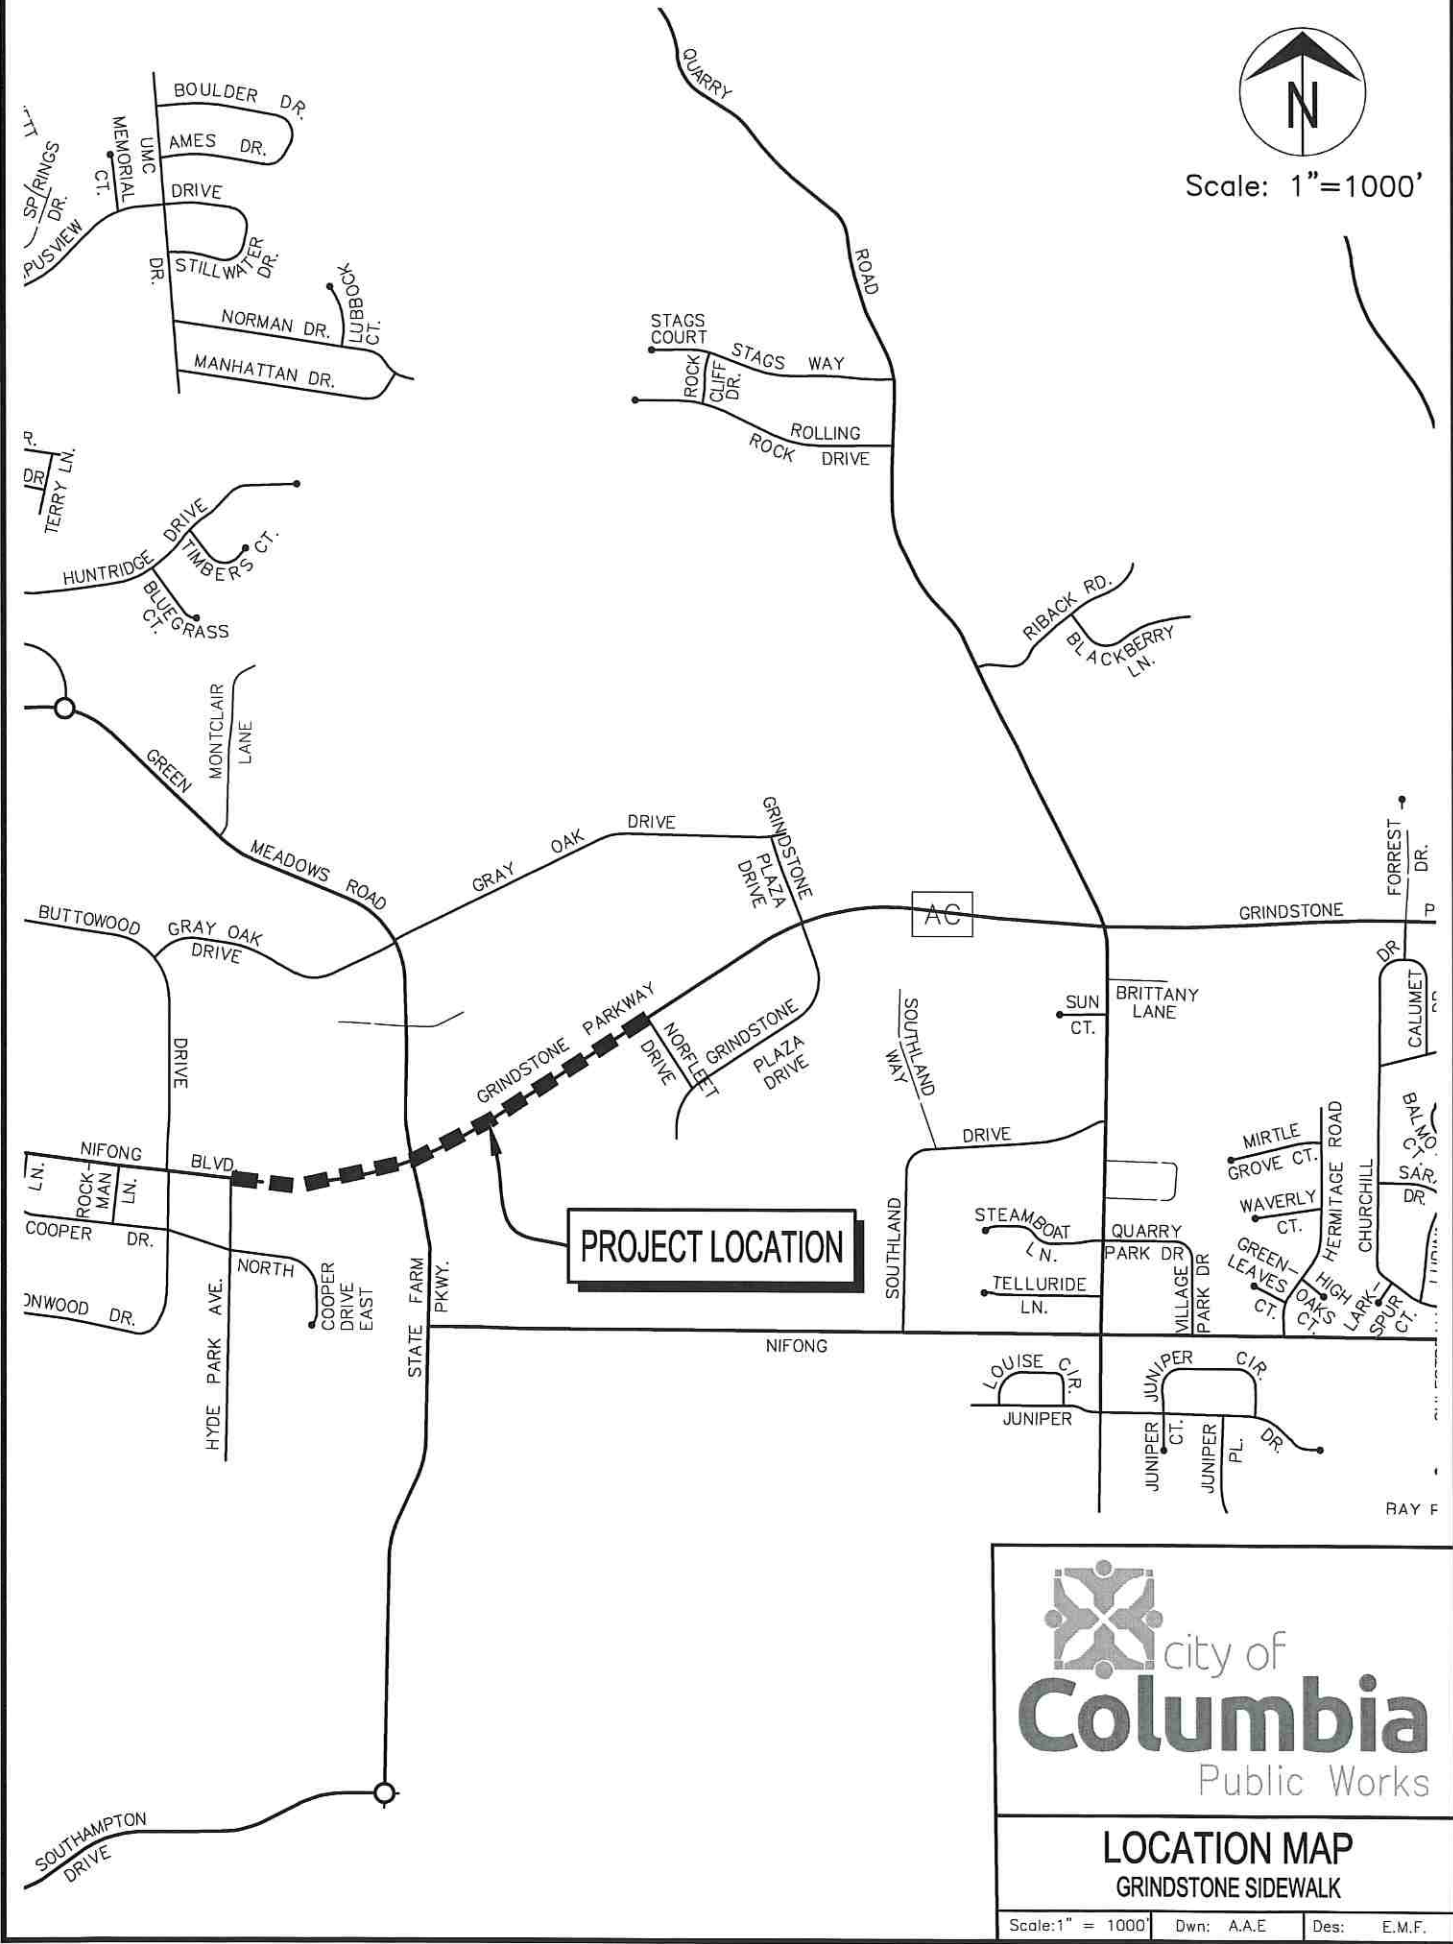 N
Scale: 1"=1000'
QUARRY
ROAD
BOULDER DR.
AMES DR.
UMC
MEMORIAL
CT.
DRIVE
SPRINGS
DR.
STILLWATER
DR.
DR.
LUBBOCK
CT.
NORMAN DR.
MANHATTAN DR.
STAGS
COURT
STAGS WAY
ROCK
CLIFF
DR.
ROLLING
ROCK DRIVE
DR
TERRY LN.
HUNTRIDGE DRIVE
TIMBERS CT.
BLUEGRASS
CT.
RIBACK RD.
BLACKBERRY
LN.
MONTCLAIR
LANE
GREEN
MEADOWS ROAD
GRAY OAK DRIVE
GRINDSTONE
PLAZA
DRIVE
AC
GRINDSTONE P
FORREST
DR.
BUTTOWOOD
DRIVE
GRAY OAK
DRIVE
GRINDSTONE PARKWAY
NORFLEET
DRIVE
GRINDSTONE
PLAZA
DRIVE
SOUTHLAND
WAY
SUN
CT.
BRITTANY
LANE
DR
CALUMET
NIFONG BLVD.
LN.
ROCK-
MAN
LN.
COOPER DR.
NORTH
COOPER
DRIVE
EAST
ONWOOD DR.
HYDE PARK AVE.
STATE FARM
PKWY.
PROJECT LOCATION
SOUTHLAND
DRIVE
MIRTLE
GROVE CT.
WAVERLY
CT.
HERMITAGE ROAD
CHURCHILL
CT.
SAR
DR.
STEAMBOAT
LN.
QUARRY
PARK DR
TELLURIDE
LN.
VILLAGE
PARK DR
GREEN-
LEAVES
CT.
HIGH
OAKS
CT.
LARK-
SPUR
CT.
NIFONG
LOUISE CIR.
JUNIPER
JUNIPER CIR.
JUNIPER
CT.
JUNIPER
PL.
DR.
BAY
SOUTHAMPTON
DRIVE
city of
Columbia
Public Works
LOCATION MAP
GRINDSTONE SIDEWALK
Scale:1" = 1000' Dwn: A.A.E Des: E.M.F.